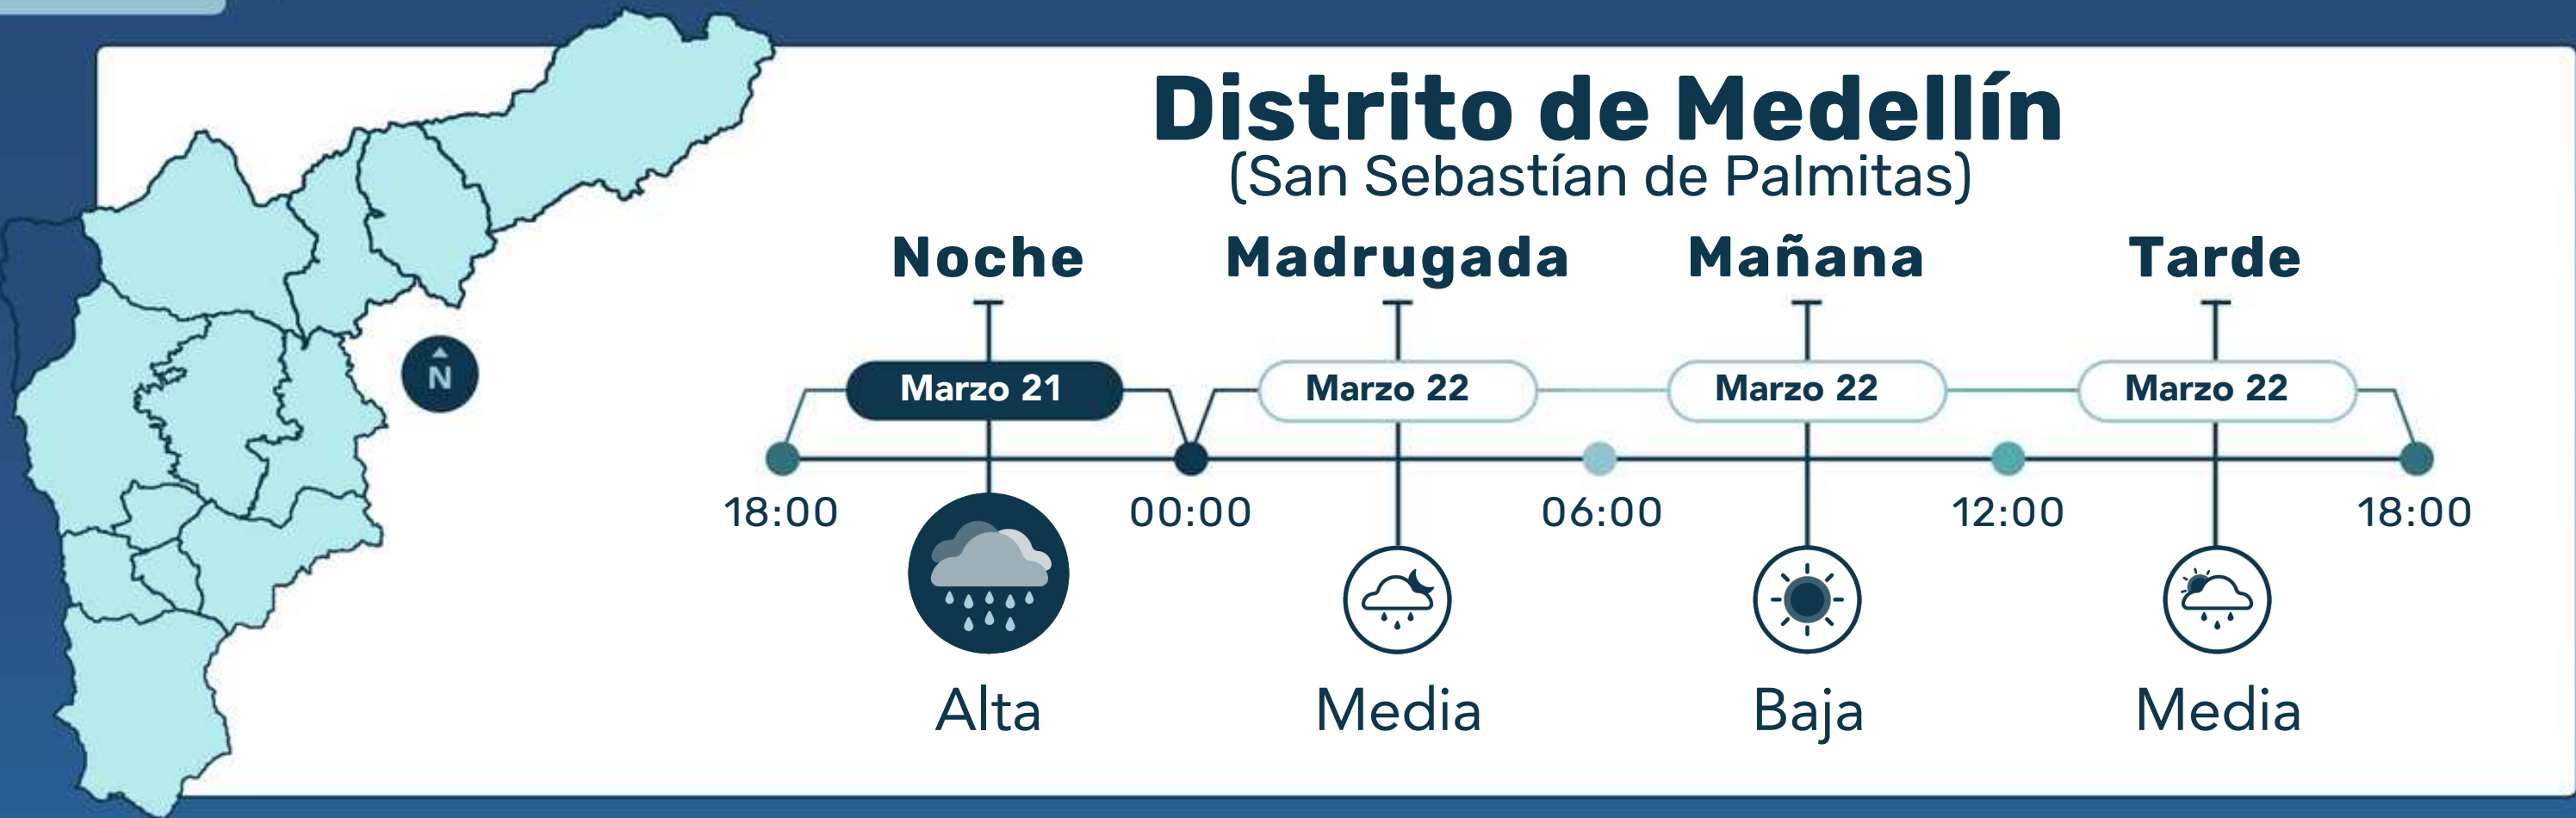 Distrito de Medellín
(San Sebastían de Palmitas)
Noche Madrugada Mañana Tarde
Marzo 21 Marzo 22 Marzo 22 Marzo 22
N
18:00 00:00 06:00 12:00 18:00
Alta Media Baja Media